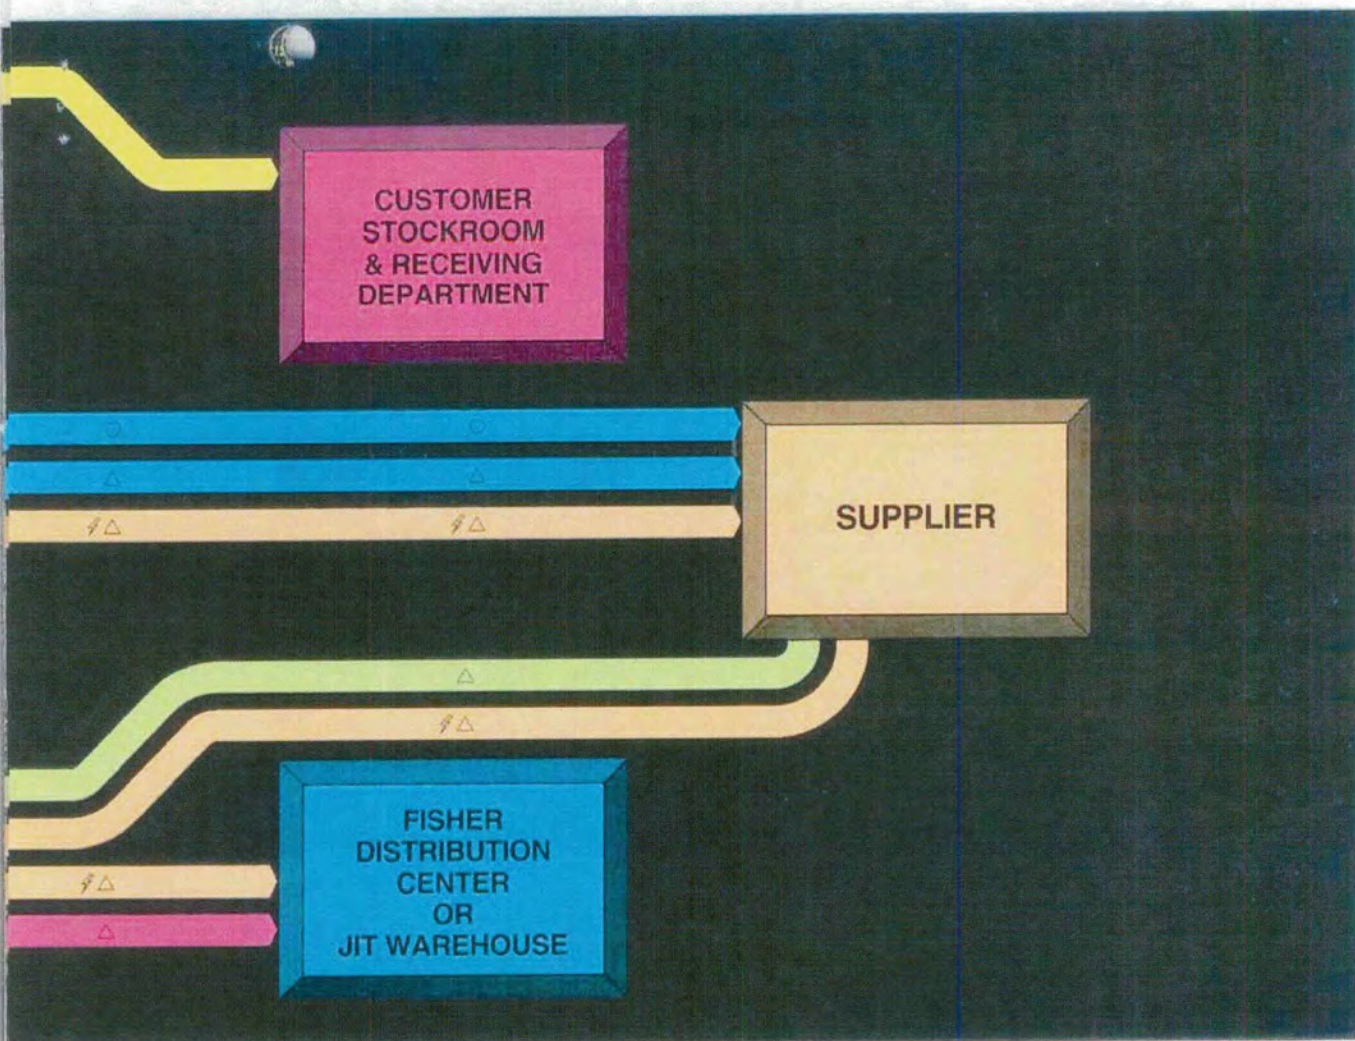 CUSTOMER
STOCKROOM
& RECEIVING
DEPARTMENT
SUPPLIER
FISHER
DISTRIBUTION
CENTER
OR
JIT WAREHOUSE